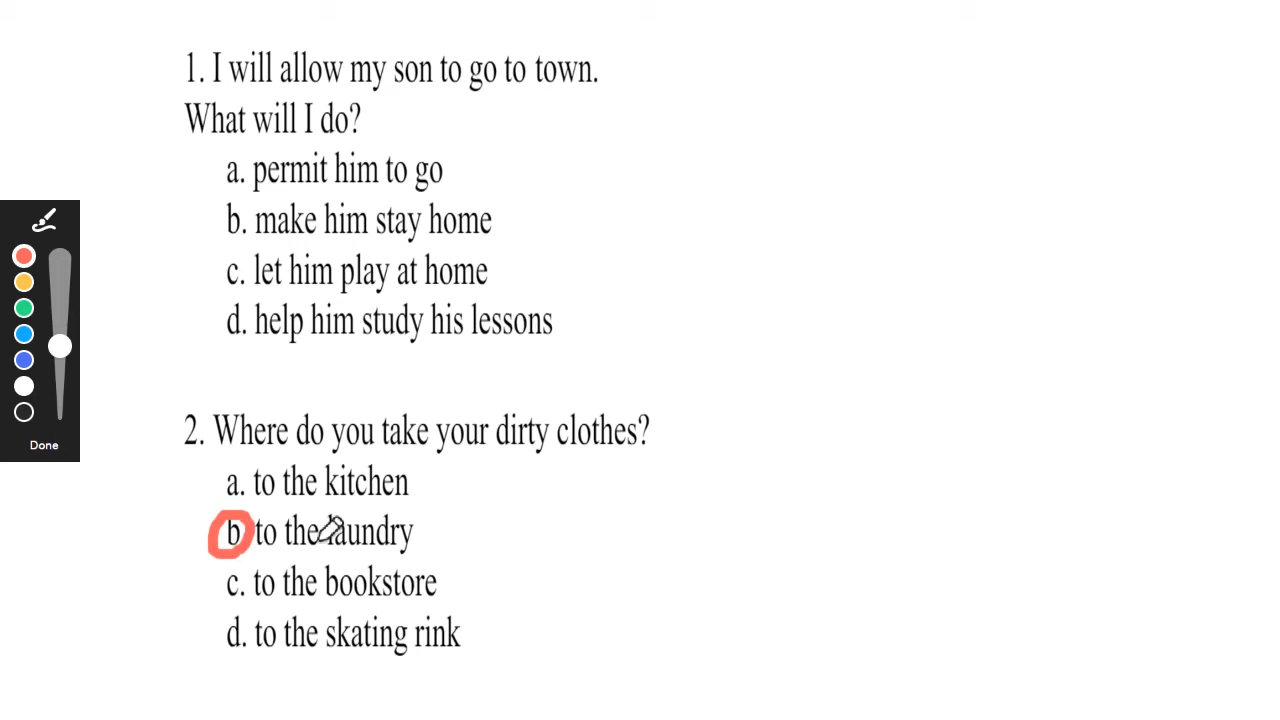 1. I will allow my son to go to town.
What will I do?
a. permit him to go
b. make him stay home
c. let him play at home
d. help him study his lessons
2. Where do you take your dirty clothes?
a. to the kitchen
b to the laundry
c. to the bookstore
d. to the skating rink
Done